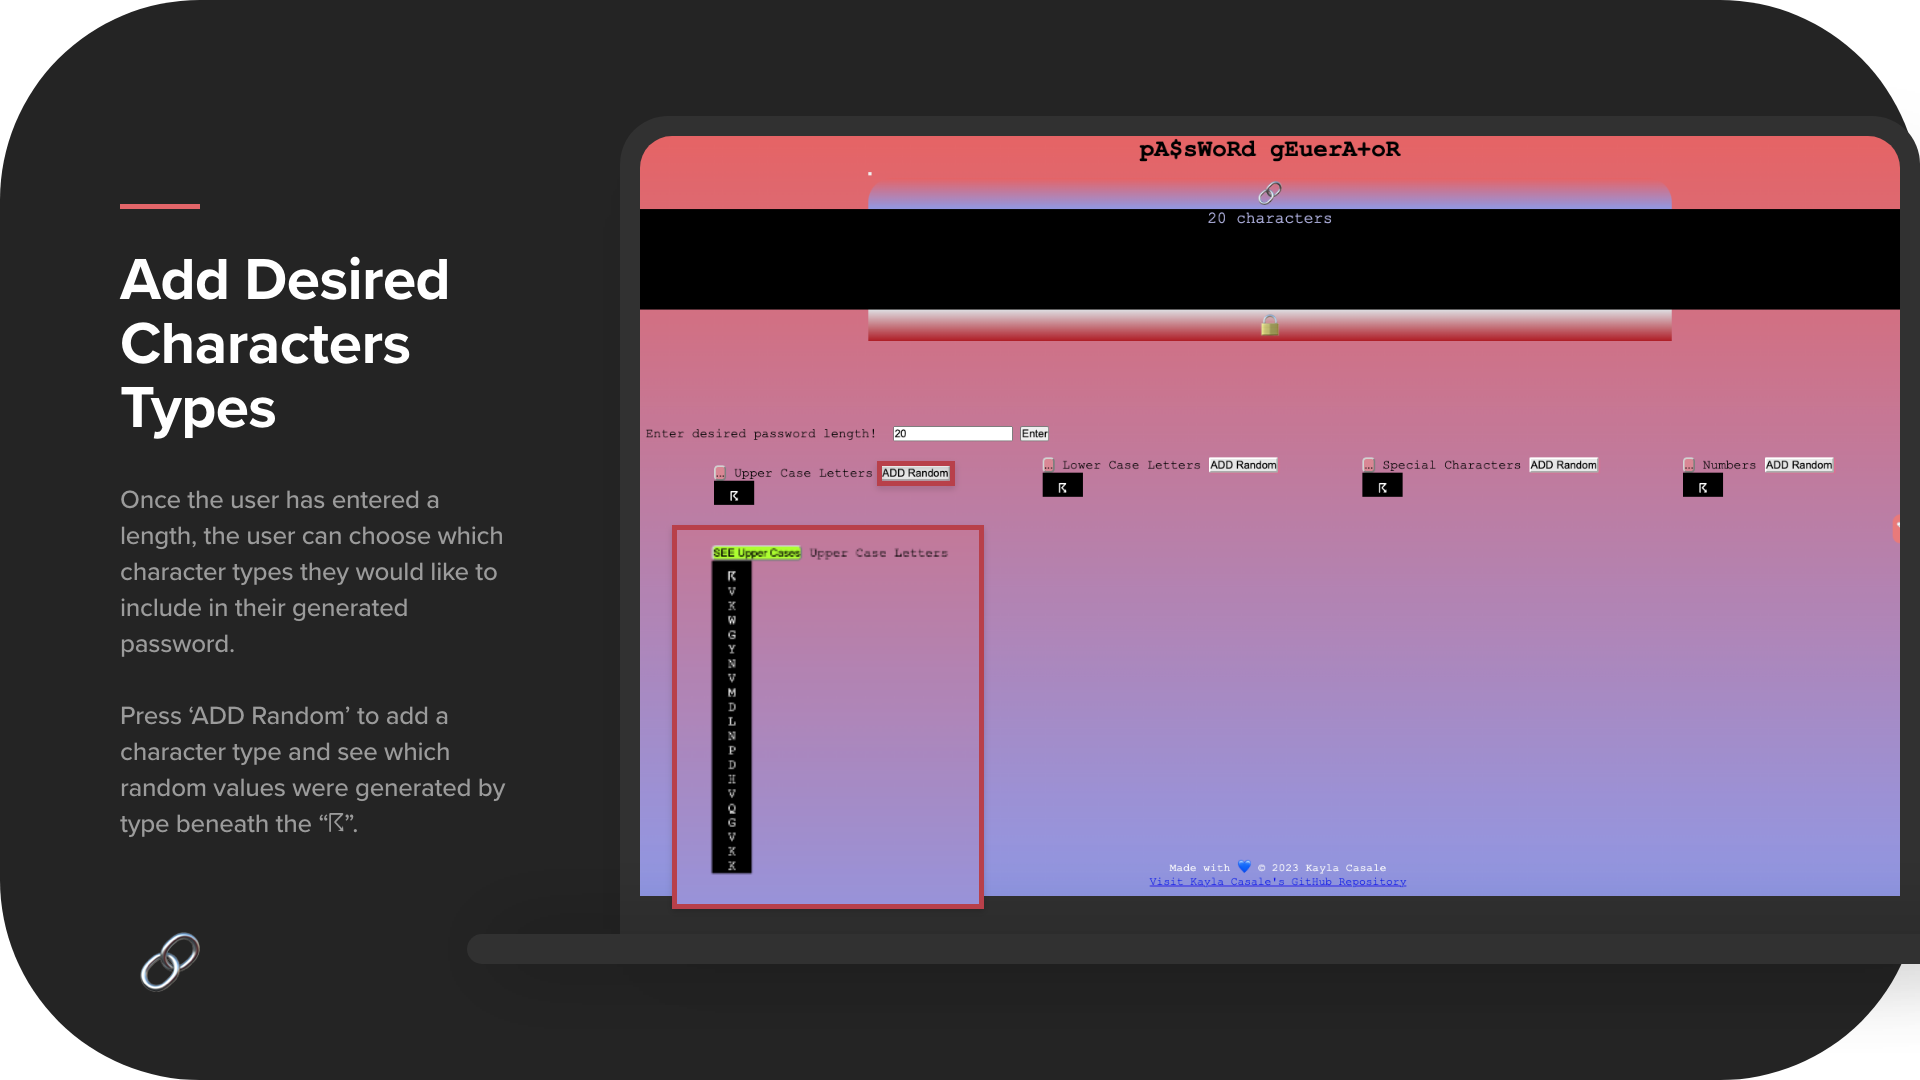 Add Desired
Characters
Types
Once the user has entered a
length, the user can choose which
character types they would like to
include in their generated
password.
Press ‘ADD Random’ to add a
character type and see which
random values were generated by
type beneath the “☈”.
pA$sWoRd gEuerA+oR
20 characters
Enter desired password length! 20 Enter
... Upper Case Letters ADD Random
☈
... Lower Case Letters ADD Random
☈
... Special Characters ADD Random
☈
... Numbers ADD Random
☈
SEE Upper Cases Upper Case Letters
☈
V
K
W
G
Y
N
V
M
D
L
N
P
D
H
V
Q
G
V
K
K
Made with 💙 © 2023 Kayla Casale
Visit Kayla Casale's GitHub Repository